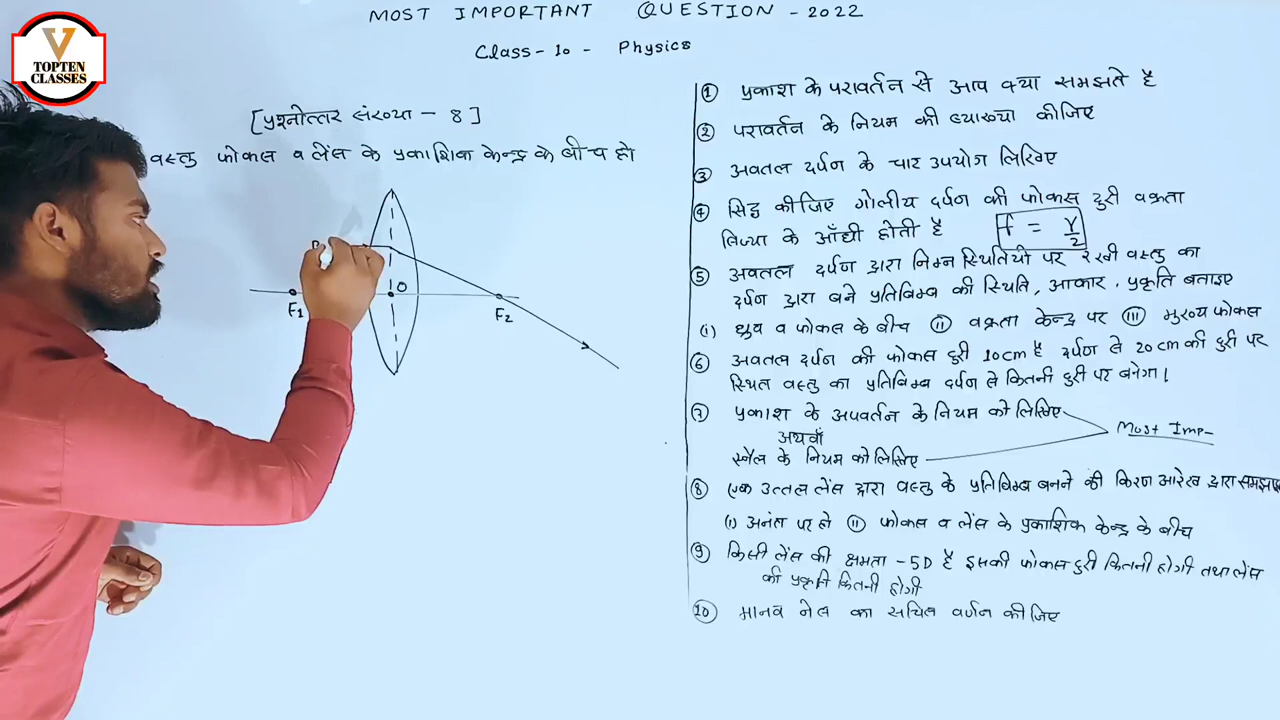 MOST IMPORTANT QUESTION - 2022
Class - 10 - Physics
V
TOPTEN
CLASSES
[प्रश्नोत्तर संख्या - 8]
वस्तु फोकस व लेंस के प्रकाशिक केन्द्र के बीच हो
O
F1
F2
① प्रकाश के परावर्तन से आप क्या समझते है
② परावर्तन के नियम की व्याख्या कीजिए
③ अवतल दर्पण के चार उपयोग लिखिए
④ सिद्ध कीजिए गोलीय दर्पण की फोकस दुरी वक्रता
त्रिज्या के आँधी होती है f = r/2
⑤ अवतल दर्पण द्वारा निम्न स्थितियों पर रखी वस्तु का
दर्पण द्वारा बने प्रतिबिम्ब की स्थिति, आकार, प्रकृति बताइए
(i) ध्रुव व फोकस के बीच (ii) वक्रता केन्द्र पर (iii) मुख्य फोकस
⑥ अवतल दर्पण की फोकस दुरी 10cm है दर्पण से 20cm की दुरी पर
स्थित वस्तु का प्रतिबिम्ब दर्पण से कितनी दुरी पर बनेगा।
⑦ प्रकाश के अपवर्तन के नियम को लिखिए
अथवाँ
Most Imp-
स्नैल के नियम को लिखिए
⑧ एक उत्तल लेंस द्वारा वस्तु के प्रतिबिम्ब बनने की किरण आरेख द्वारा समझाए
(i) अनंत पर हो (ii) फोकस व लेंस के प्रकाशिक केन्द्र के बीच
⑨ किसी लेंस की क्षमता -5D है इसकी फोकस दुरी कितनी होगी तथा लेंस
की प्रकृति कितनी होगी
⑩ मानव नेत्र का सचित्र वर्णन कीजिए